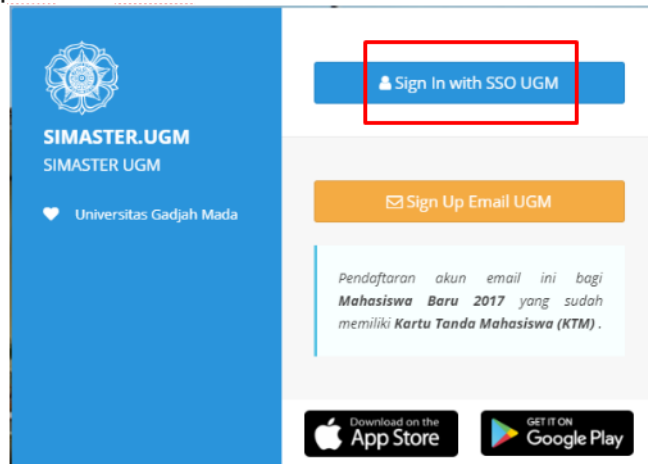 SIMASTER.UGM
SIMASTER UGM
Universitas Gadjah Mada
Sign In with SSO UGM
Sign Up Email UGM
Pendaftaran akun email ini bagi
Mahasiswa Baru 2017 yang sudah
memiliki Kartu Tanda Mahasiswa (KTM) .
Download on the
App Store
GET IT ON
Google Play